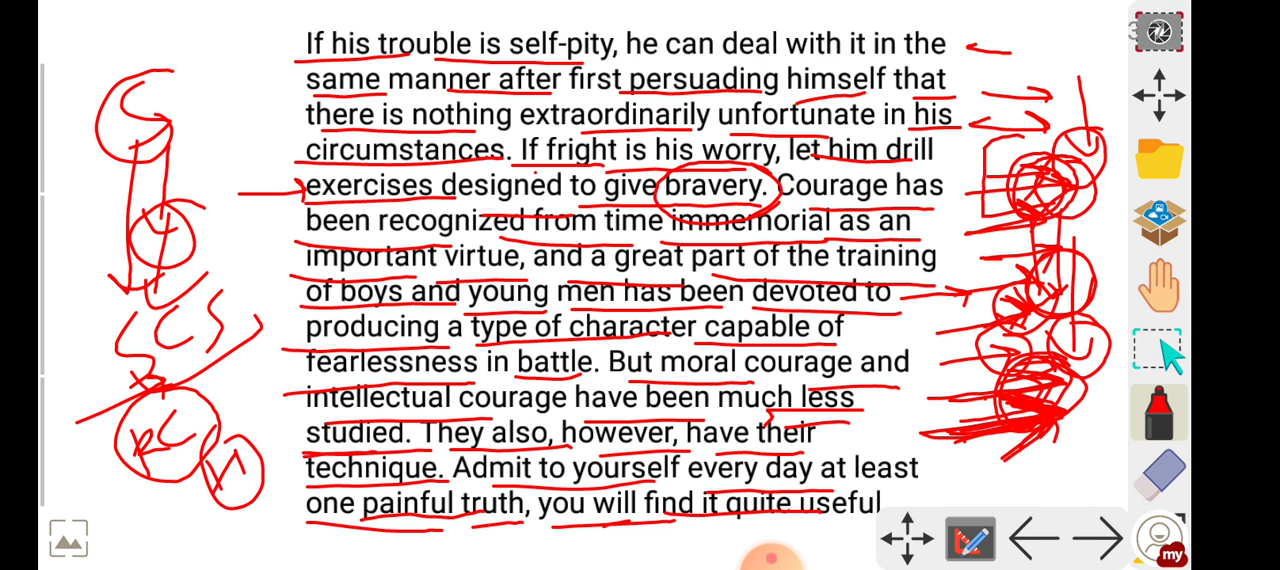 If his trouble is self-pity, he can deal with it in the
same manner after first persuading himself that
there is nothing extraordinarily unfortunate in his
circumstances. If fright is his worry, let him drill
exercises designed to give bravery. Courage has
been recognized from time immemorial as an
important virtue, and a great part of the training
of boys and young men has been devoted to
producing a type of character capable of
fearlessness in battle. But moral courage and
intellectual courage have been much less
studied. They also, however, have their
technique. Admit to yourself every day at least
one painful truth, you will find it quite useful
my